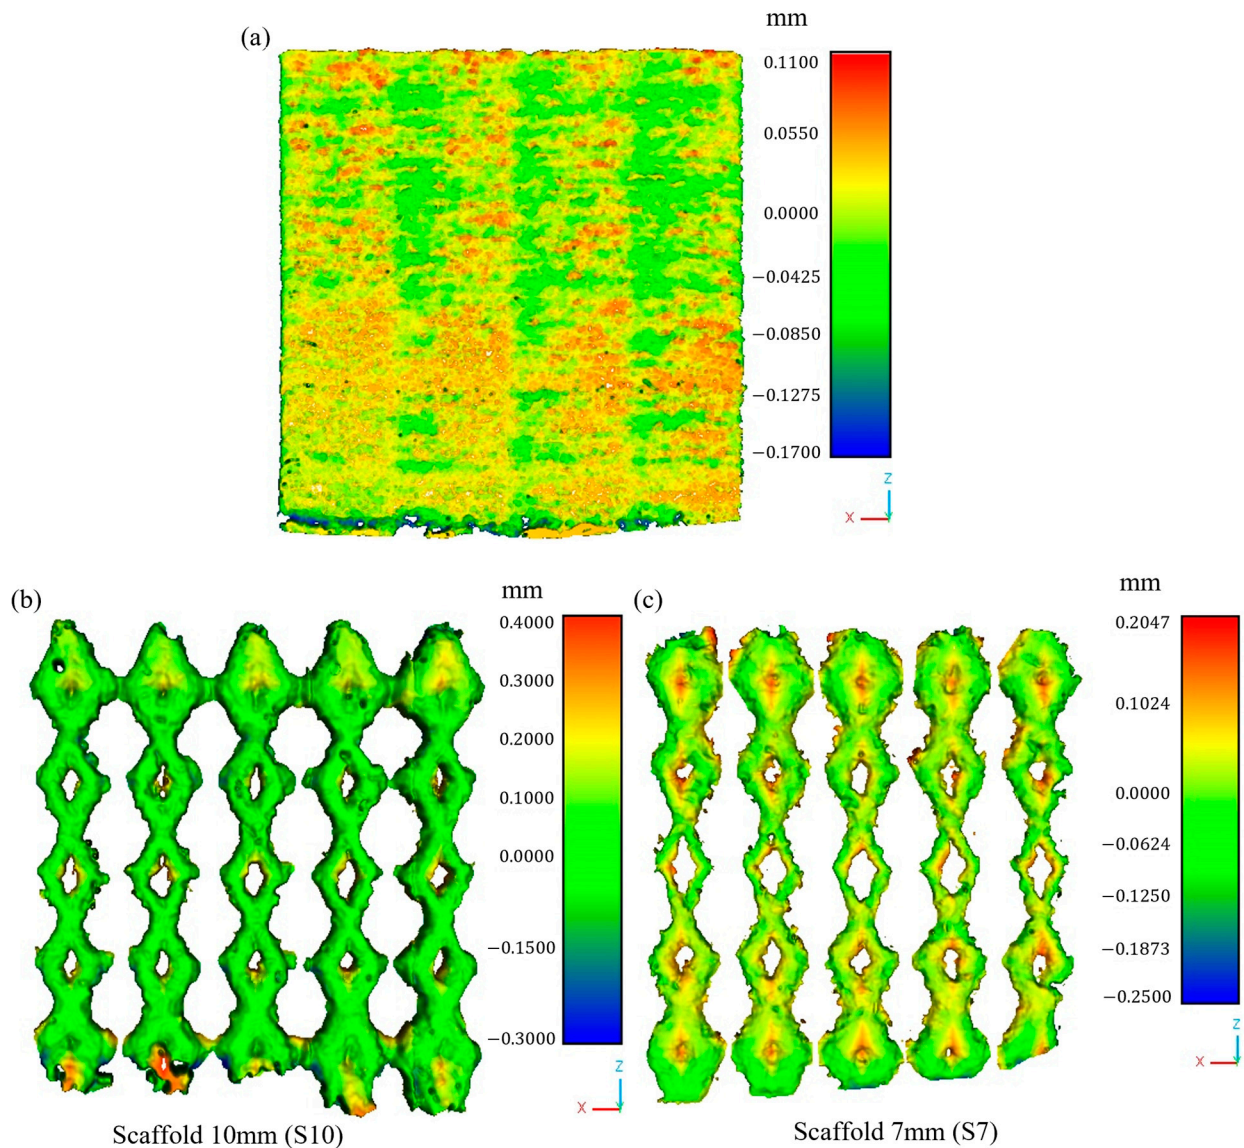 (a)
mm
0.1100
0.0550
0.0000
−0.0425
−0.0850
−0.1275
−0.1700
Z
X
(b)
mm
0.4000
0.3000
0.2000
0.1000
0.0000
−0.1500
−0.3000
Z
X
Scaffold 10mm (S10)
(c)
mm
0.2047
0.1024
0.0000
−0.0624
−0.1250
−0.1873
−0.2500
Z
X
Scaffold 7mm (S7)